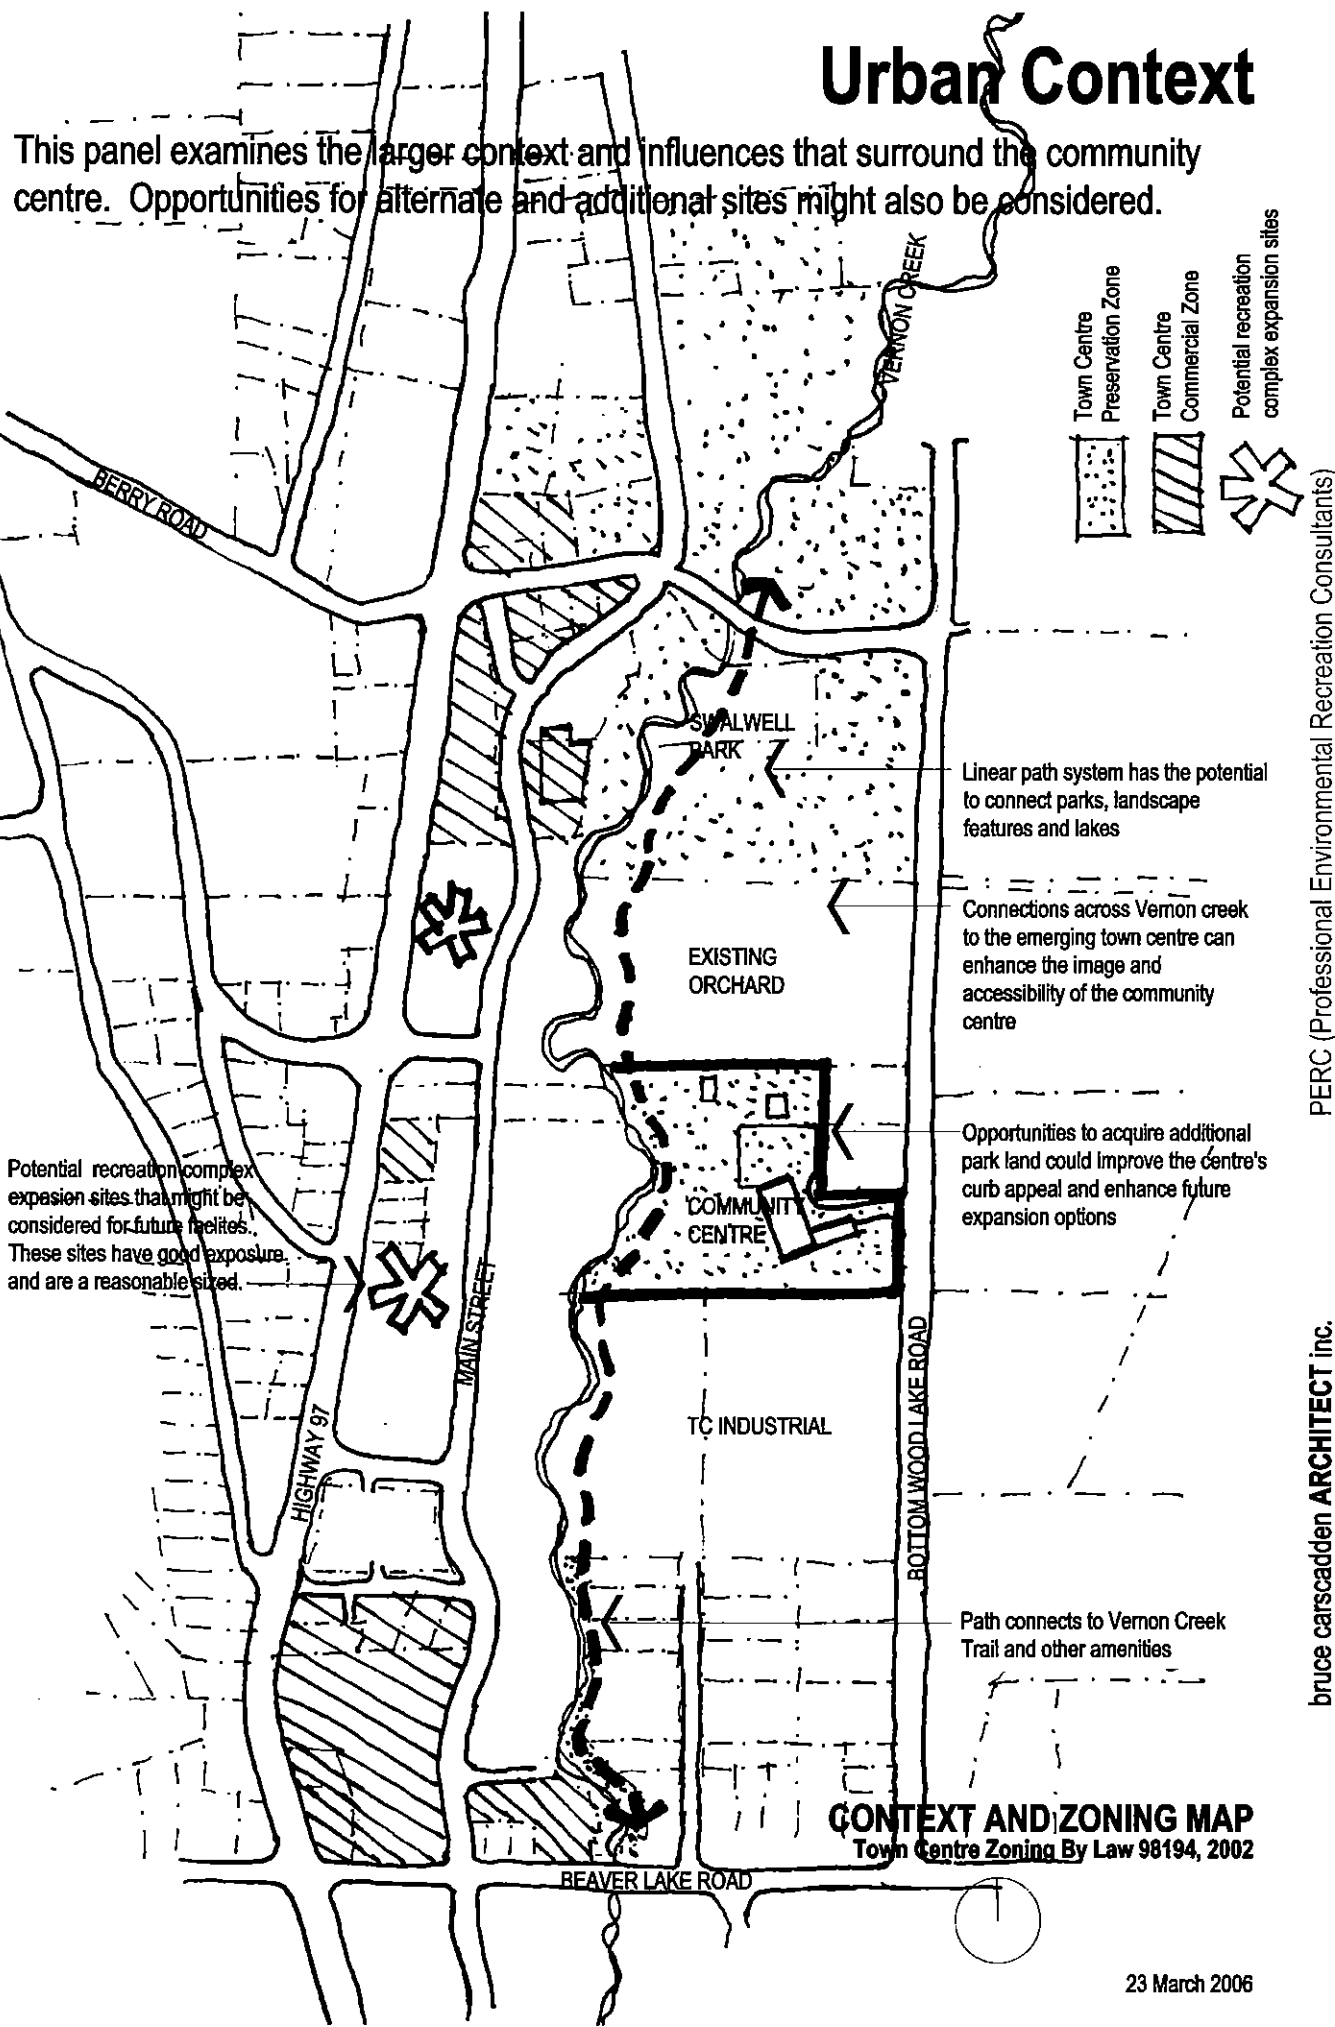 Urban Context
This panel examines the larger context and influences that surround the community
centre. Opportunities for alternate and additional sites might also be considered.
VERNON CREEK
Town Centre
Preservation Zone
Town Centre
Commercial Zone
Potential recreation
complex expansion sites
BERRY ROAD
SWALWELL
PARK
Linear path system has the potential
to connect parks, landscape
features and lakes
Connections across Vernon creek
to the emerging town centre can
enhance the image and
accessibility of the community
centre
EXISTING
ORCHARD
Opportunities to acquire additional
park land could improve the centre's
curb appeal and enhance future
expansion options
Potential recreation complex
expasion sites that might be
considered for future facilites.
These sites have good exposure
and are a reasonable sized.
COMMUNITY
CENTRE
MAIN STREET
HIGHWAY 97
TC INDUSTRIAL
BOTTOM WOOD LAKE ROAD
Path connects to Vernon Creek
Trail and other amenities
CONTEXT AND ZONING MAP
Town Centre Zoning By Law 98194, 2002
BEAVER LAKE ROAD
23 March 2006
PERC (Professional Environmental Recreation Consultants)
bruce carscadden ARCHITECT inc.